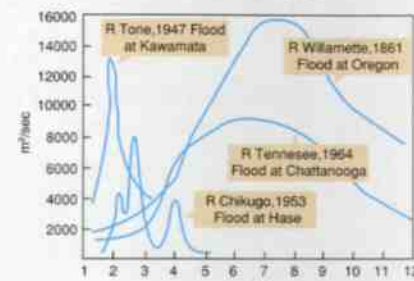 16000
14000
12000
10000
8000
6000
4000
2000
m³/sec
R Tone,1947 Flood
at Kawamata
R Willamette,1861
Flood at Oregon
R Tennesee,1964
Flood at Chattanooga
R Chikugo,1953
Flood at Hase
1 2 3 4 5 6 7 8 9 10 11 12